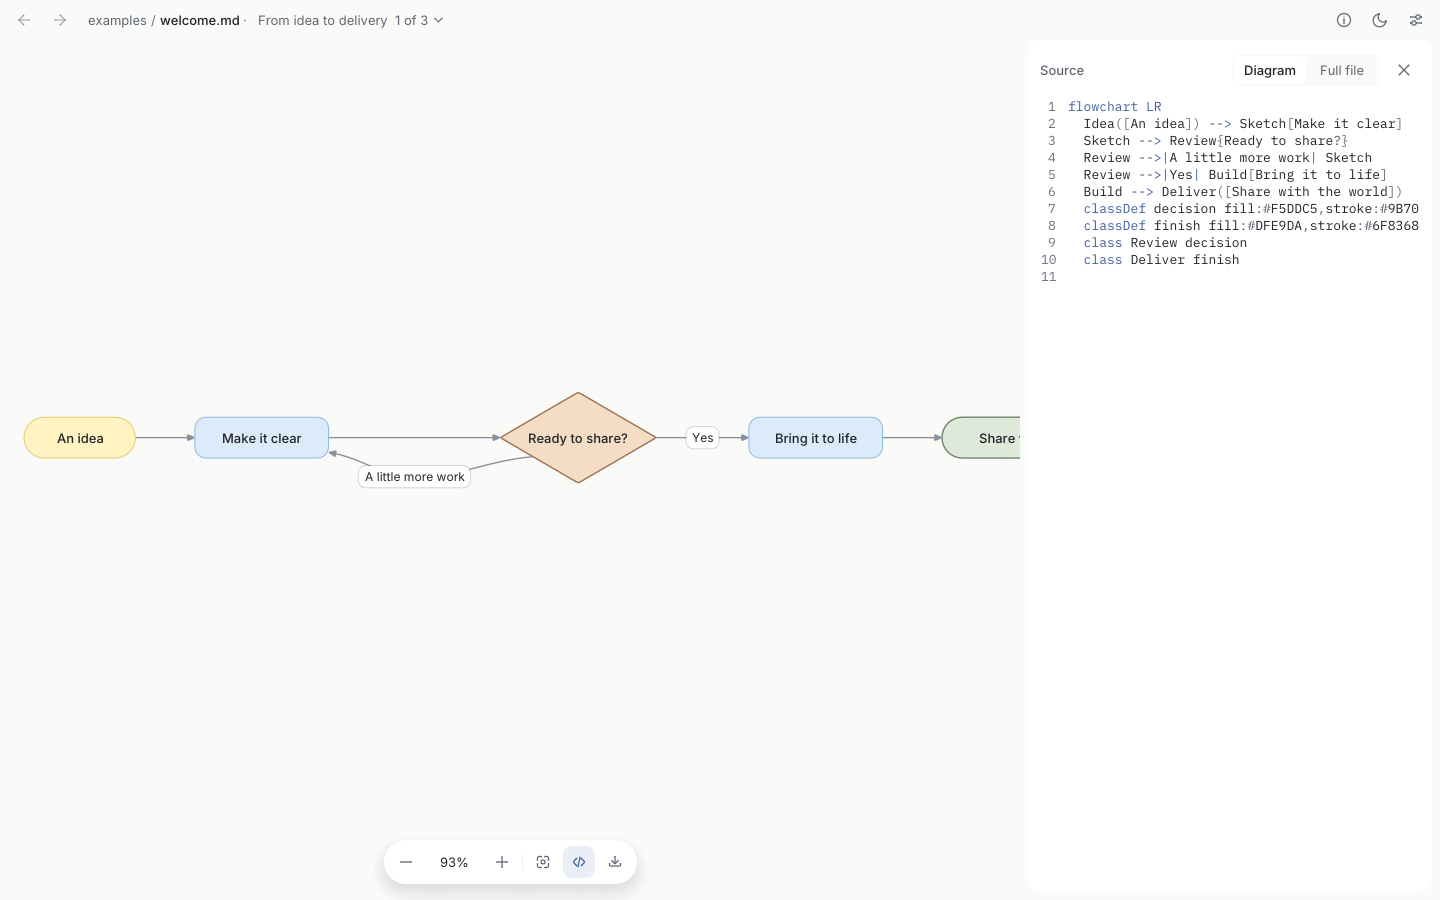 examples / welcome.md · From idea to delivery 1 of 3
Source
Diagram
Full file
1 flowchart LR
2 Idea([An idea]) --> Sketch[Make it clear]
3 Sketch --> Review{Ready to share?}
4 Review -->|A little more work| Sketch
5 Review -->|Yes| Build[Bring it to life]
6 Build --> Deliver([Share with the world])
7 classDef decision fill:#F5DDC5,stroke:#9B70
8 classDef finish fill:#DFE9DA,stroke:#6F8368
9 class Review decision
10 class Deliver finish
11
An idea
Make it clear
Ready to share?
Yes
Bring it to life
Share
A little more work
93%